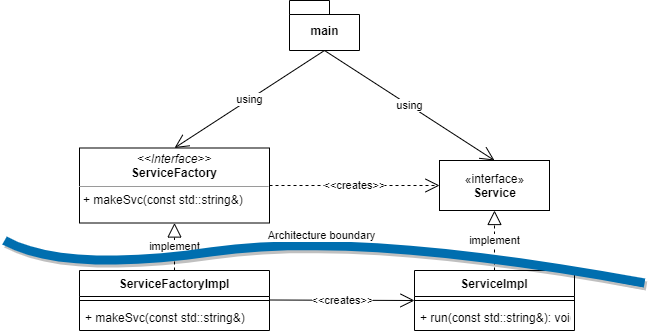 main
using
using
<<Interface>>
ServiceFactory
+ makeSvc(const std::string&)
<<creates>>
«interface»
Service
implement
Architecture boundary
implement
ServiceFactoryImpl
+ makeSvc(const std::string&)
<<creates>>
ServiceImpl
+ run(const std::string&): voi